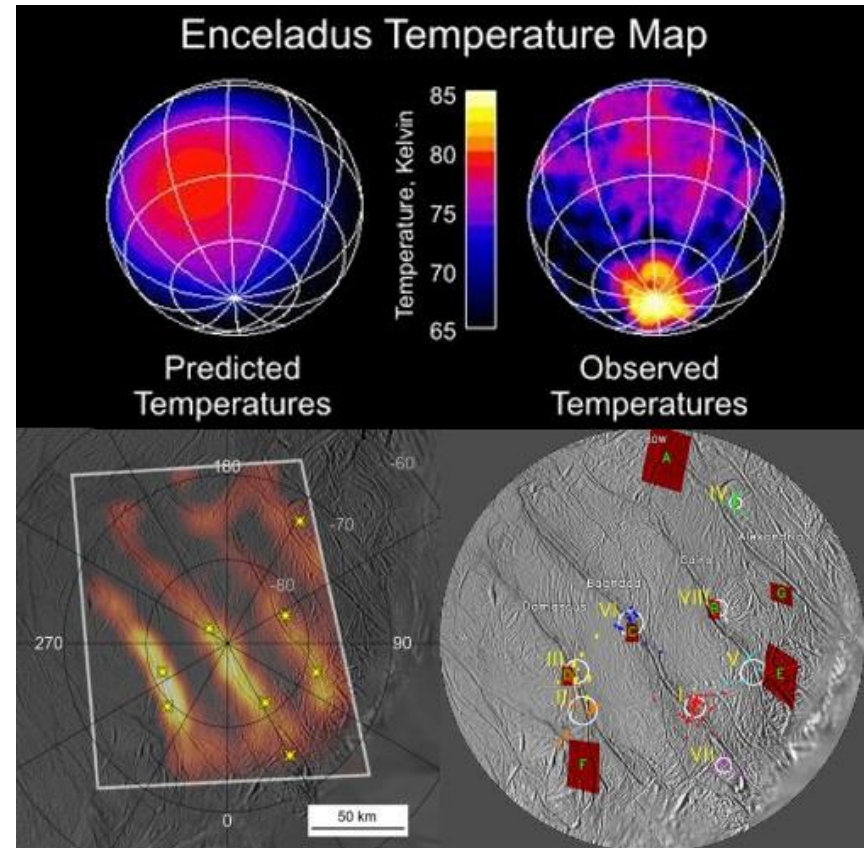 Enceladus Temperature Map
85
80
75
70
65
Temperature, Kelvin
Predicted
Temperatures
Observed
Temperatures
180
-60
-70
-80
270
90
0
50 km
A
IV
Alexandria
Cairo
Baghdad
Damascus
VI
C
VIII
B
G
III
D
V
E
II
I
F
VII